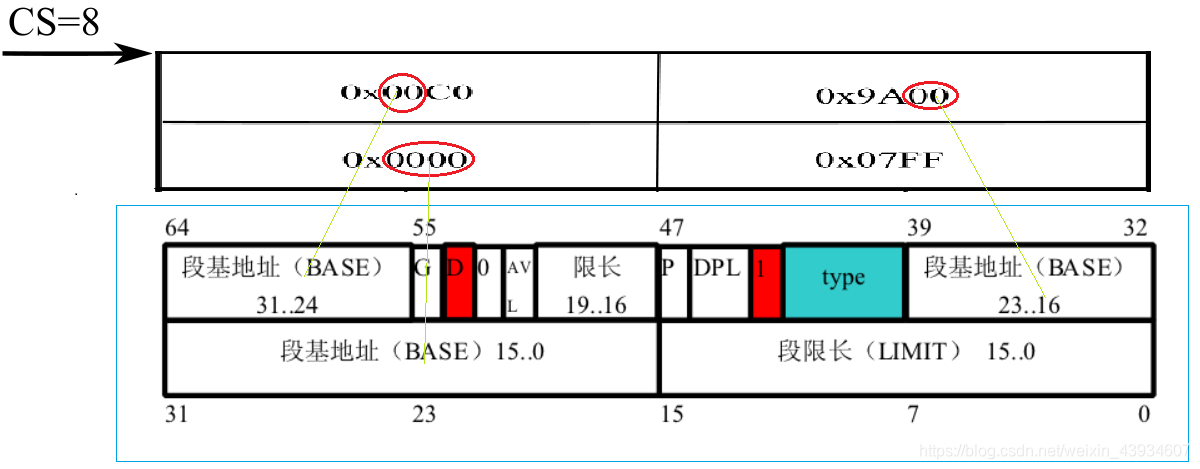 CS=8
0x00C0 0x9A00
0x0000 0x07FF
64 55 47 39 32
段基地址（BASE） G D 0 AV 限长 P DPL 1 type 段基地址（BASE）
31..24 L 19..16 23..16
段基地址（BASE）15..0 段限长（LIMIT） 15..0
31 23 15 7 0
https://blog.csdn.net/weixin_43934607